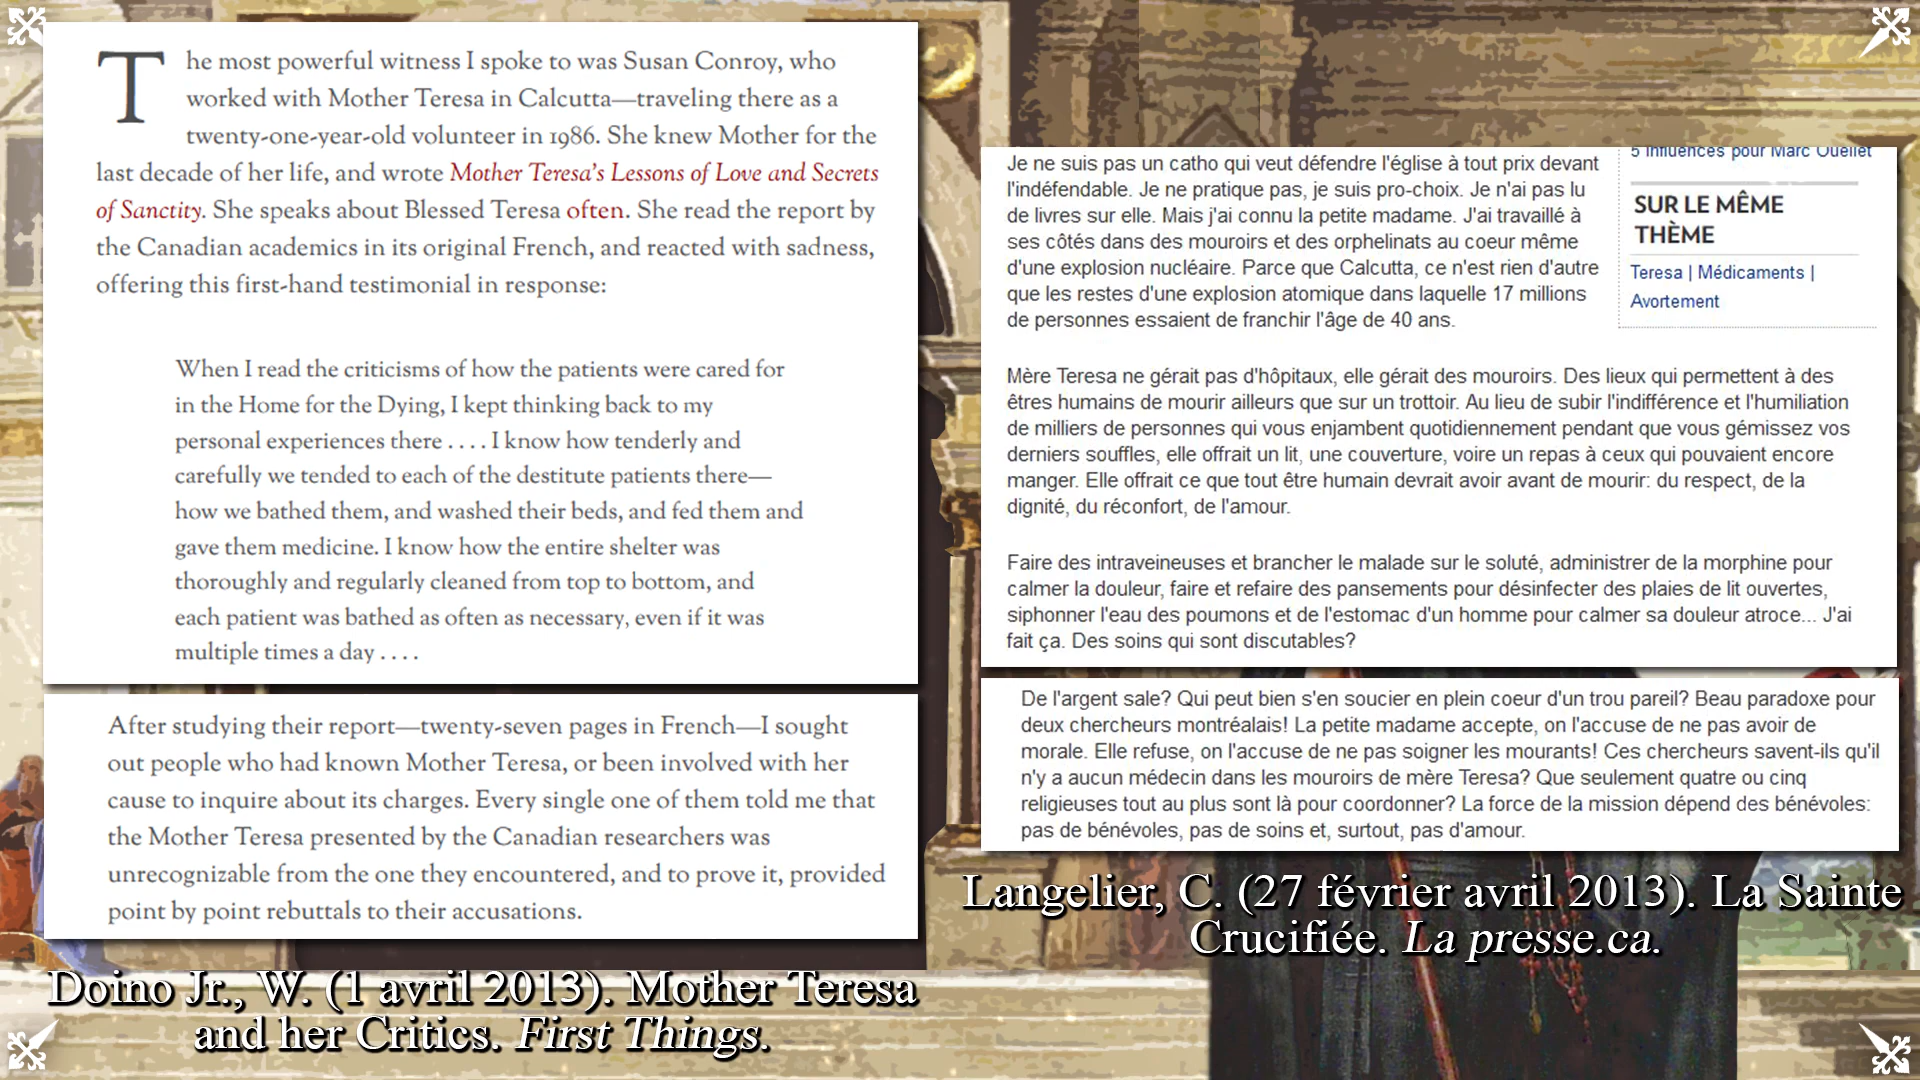 The most powerful witness I spoke to was Susan Conroy, who
worked with Mother Teresa in Calcutta—traveling there as a
twenty-one-year-old volunteer in 1986. She knew Mother for the
last decade of her life, and wrote Mother Teresa's Lessons of Love and Secrets
of Sanctity. She speaks about Blessed Teresa often. She read the report by
the Canadian academics in its original French, and reacted with sadness,
offering this first-hand testimonial in response:
When I read the criticisms of how the patients were cared for
in the Home for the Dying, I kept thinking back to my
personal experiences there . . . . I know how tenderly and
carefully we tended to each of the destitute patients there—
how we bathed them, and washed their beds, and fed them and
gave them medicine. I know how the entire shelter was
thoroughly and regularly cleaned from top to bottom, and
each patient was bathed as often as necessary, even if it was
multiple times a day . . . .
After studying their report—twenty-seven pages in French—I sought
out people who had known Mother Teresa, or been involved with her
cause to inquire about its charges. Every single one of them told me that
the Mother Teresa presented by the Canadian researchers was
unrecognizable from the one they encountered, and to prove it, provided
point by point rebuttals to their accusations.
Doino Jr., W. (1 avril 2013). Mother Teresa
and her Critics. First Things.
Je ne suis pas un catho qui veut défendre l'église à tout prix devant
l'indéfendable. Je ne pratique pas, je suis pro-choix. Je n'ai pas lu
de livres sur elle. Mais j'ai connu la petite madame. J'ai travaillé à
ses côtés dans des mouroirs et des orphelinats au coeur même
d'une explosion nucléaire. Parce que Calcutta, ce n'est rien d'autre
que les restes d'une explosion atomique dans laquelle 17 millions
de personnes essaient de franchir l'âge de 40 ans.
5 influences pour Marc Ouellet
SUR LE MÊME
THÈME
Teresa | Médicaments |
Avortement
Mère Teresa ne gérait pas d'hôpitaux, elle gérait des mouroirs. Des lieux qui permettent à des
êtres humains de mourir ailleurs que sur un trottoir. Au lieu de subir l'indifférence et l'humiliation
de milliers de personnes qui vous enjambent quotidiennement pendant que vous gémissez vos
derniers souffles, elle offrait un lit, une couverture, voire un repas à ceux qui pouvaient encore
manger. Elle offrait ce que tout être humain devrait avoir avant de mourir: du respect, de la
dignité, du réconfort, de l'amour.
Faire des intraveineuses et brancher le malade sur le soluté, administrer de la morphine pour
calmer la douleur, faire et refaire des pansements pour désinfecter des plaies de lit ouvertes,
siphonner l'eau des poumons et de l'estomac d'un homme pour calmer sa douleur atroce... J'ai
fait ça. Des soins qui sont discutables?
De l'argent sale? Qui peut bien s'en soucier en plein coeur d'un trou pareil? Beau paradoxe pour
deux chercheurs montréalais! La petite madame accepte, on l'accuse de ne pas avoir de
morale. Elle refuse, on l'accuse de ne pas soigner les mourants! Ces chercheurs savent-ils qu'il
n'y a aucun médecin dans les mouroirs de mère Teresa? Que seulement quatre ou cinq
religieuses tout au plus sont là pour coordonner? La force de la mission dépend des bénévoles:
pas de bénévoles, pas de soins et, surtout, pas d'amour.
Langelier, C. (27 février avril 2013). La Sainte
Crucifiée. La presse.ca.